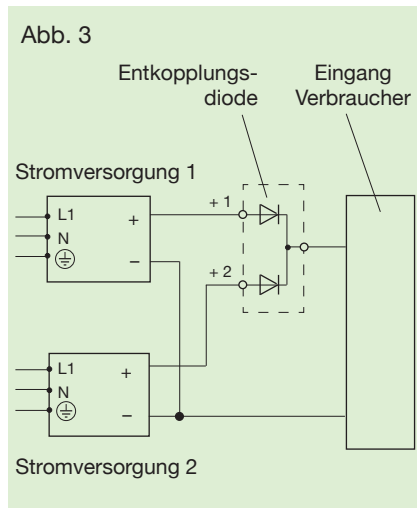 Abb. 3
Entkopplungs-
diode
Eingang
Verbraucher
Stromversorgung 1
+ 1
L1
+
N
–
+ 2
L1
+
N
–
Stromversorgung 2